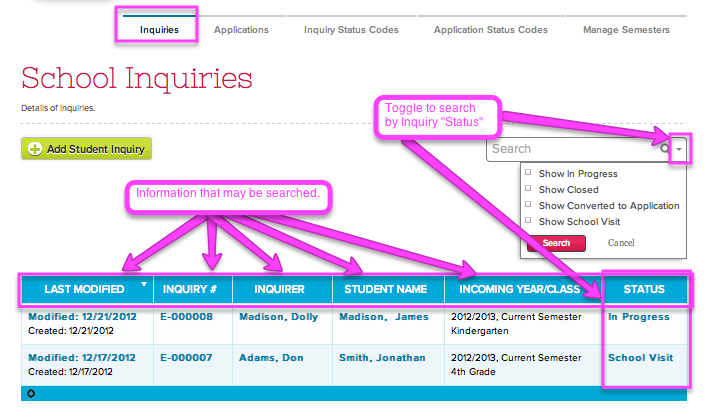 Inquiries Applications Inquiry Status Codes Application Status Codes Manage Semesters
School Inquiries
Details of inquiries.
Toggle to search
by Inquiry "Status"
Add Student Inquiry
Search
Show In Progress
Show Closed
Show Converted to Application
Show School Visit
Search Cancel
Information that may be searched.
LAST MODIFIED INQUIRY # INQUIRER STUDENT NAME INCOMING YEAR/CLASS STATUS
Modified: 12/21/2012 E-000008 Madison, Dolly Madison, James 2012/2013, Current Semester In Progress
Created: 12/21/2012 Kindergarten
Modified: 12/17/2012 E-000007 Adams, Don Smith, Jonathan 2012/2013, Current Semester School Visit
Created: 12/17/2012 4th Grade